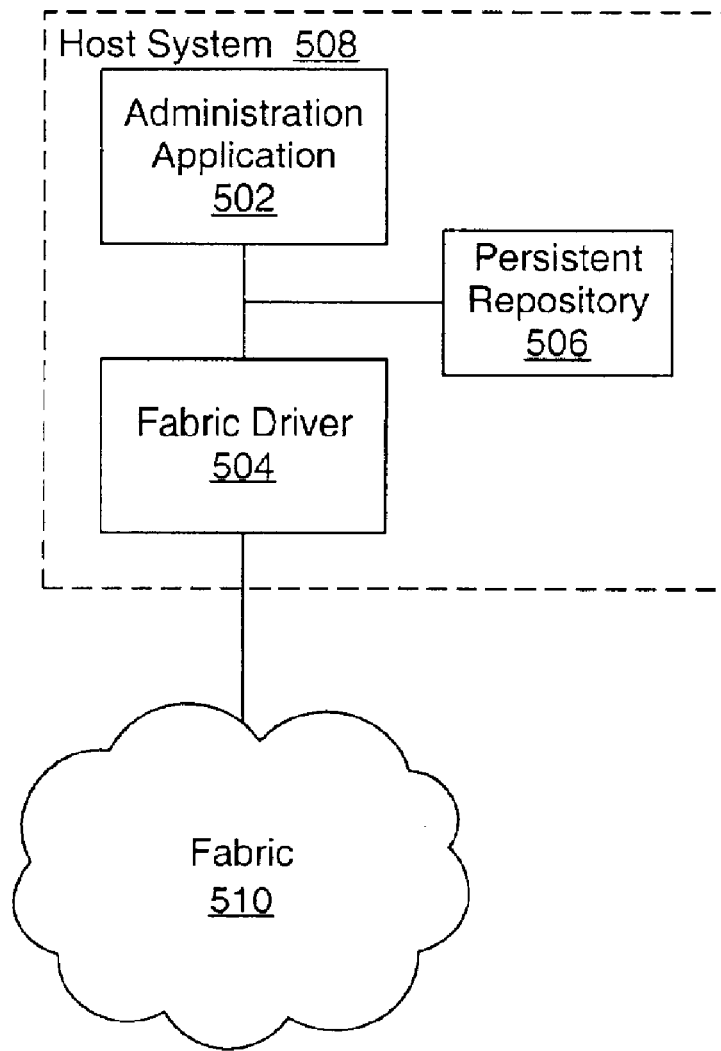 Host System 508
Administration
Application
502
Persistent
Repository
506
Fabric Driver
504
Fabric
510